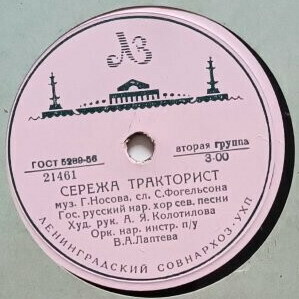 ЛЗ
ГОСТ 5289-56
21461
вторая группа
3-00
СЕРЕЖА ТРАКТОРИСТ
муз. Г. Носова, сл. С. Фогельсона
Гос. русский нар. хор сев. песни
Худ. рук. А. Я. Колотилова
Орк. нар. инстр. п/у
В. А. Лаптева
ЛЕНИНГРАДСКИЙ СОВНАРХОЗ-УХП